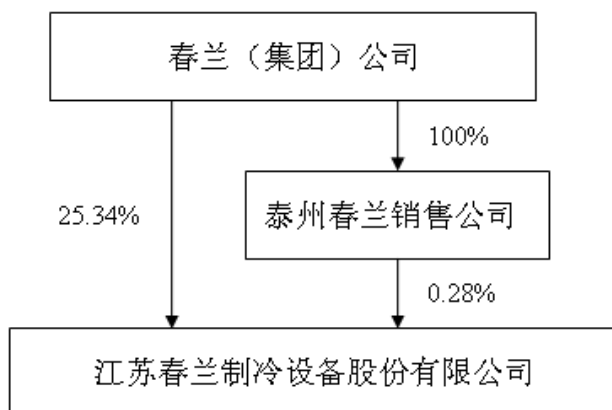 春兰（集团）公司
100%
25.34%
泰州春兰销售公司
0.28%
江苏春兰制冷设备股份有限公司